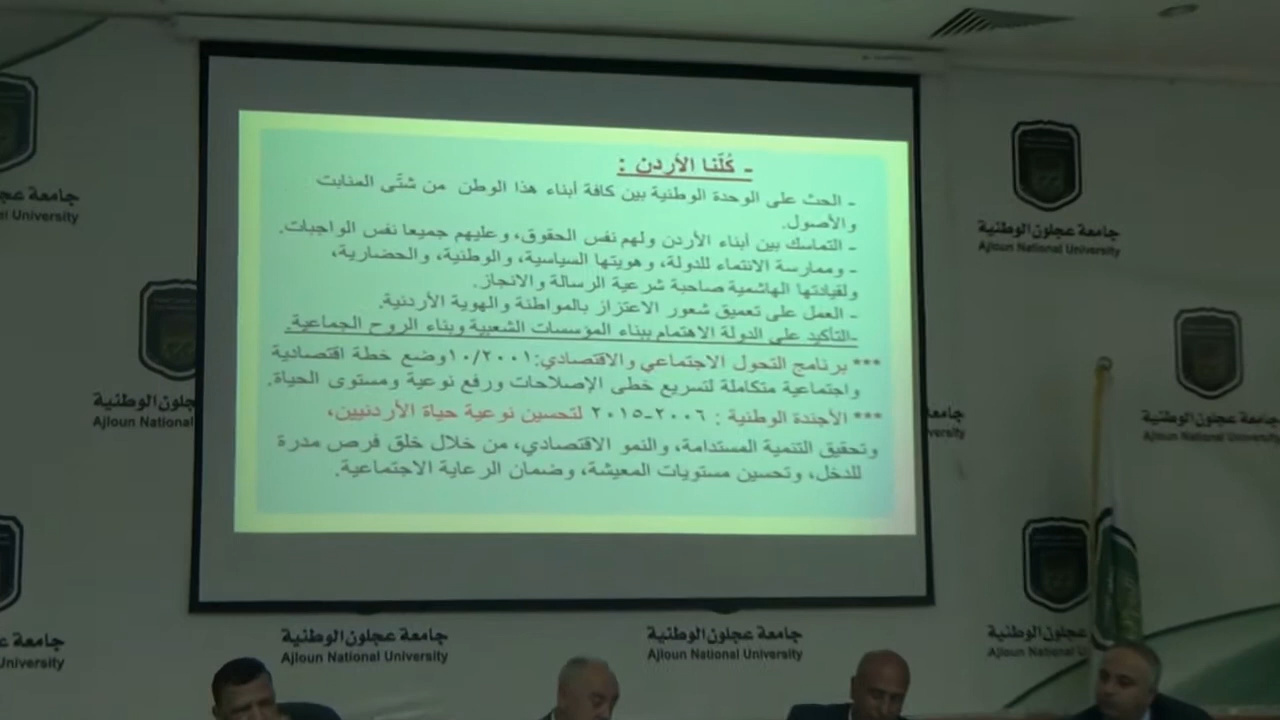 - كُلّنا الأردن :
- الحث على الوحدة الوطنية بين كافة أبناء هذا الوطن من شتّى المنابت
والأصول.
- التماسك بين أبناء الأردن ولهم نفس الحقوق، وعليهم جميعا نفس الواجبات.
- وممارسة الانتماء للدولة، وهويتها السياسية، والوطنية، والحضارية،
ولقيادتها الهاشمية صاحبة شرعية الرسالة والانجاز.
- العمل على تعميق شعور الاعتزاز بالمواطنة والهوية الأردنية.
-التأكيد على الدولة الاهتمام ببناء المؤسسات الشعبية وبناء الروح الجماعية.
*** برنامج التحول الاجتماعي والاقتصادي:١٠/٢٠٠١وضع خطة اقتصادية
واجتماعية متكاملة لتسريع خطى الإصلاحات ورفع نوعية ومستوى الحياة.
*** الأجندة الوطنية : ٢٠٠٦-٢٠١٥ لتحسين نوعية حياة الأردنيين،
وتحقيق التنمية المستدامة، والنمو الاقتصادي، من خلال خلق فرص مدرة
للدخل، وتحسين مستويات المعيشة، وضمان الرعاية الاجتماعية.
جامعة عجلون الوطنية
Ajloun National University
جامعة عجلون الوطنية
Ajloun National University
جامعة عجلون الوطنية
Ajloun National University
جامعة عجلون الوطنية
Ajloun National University